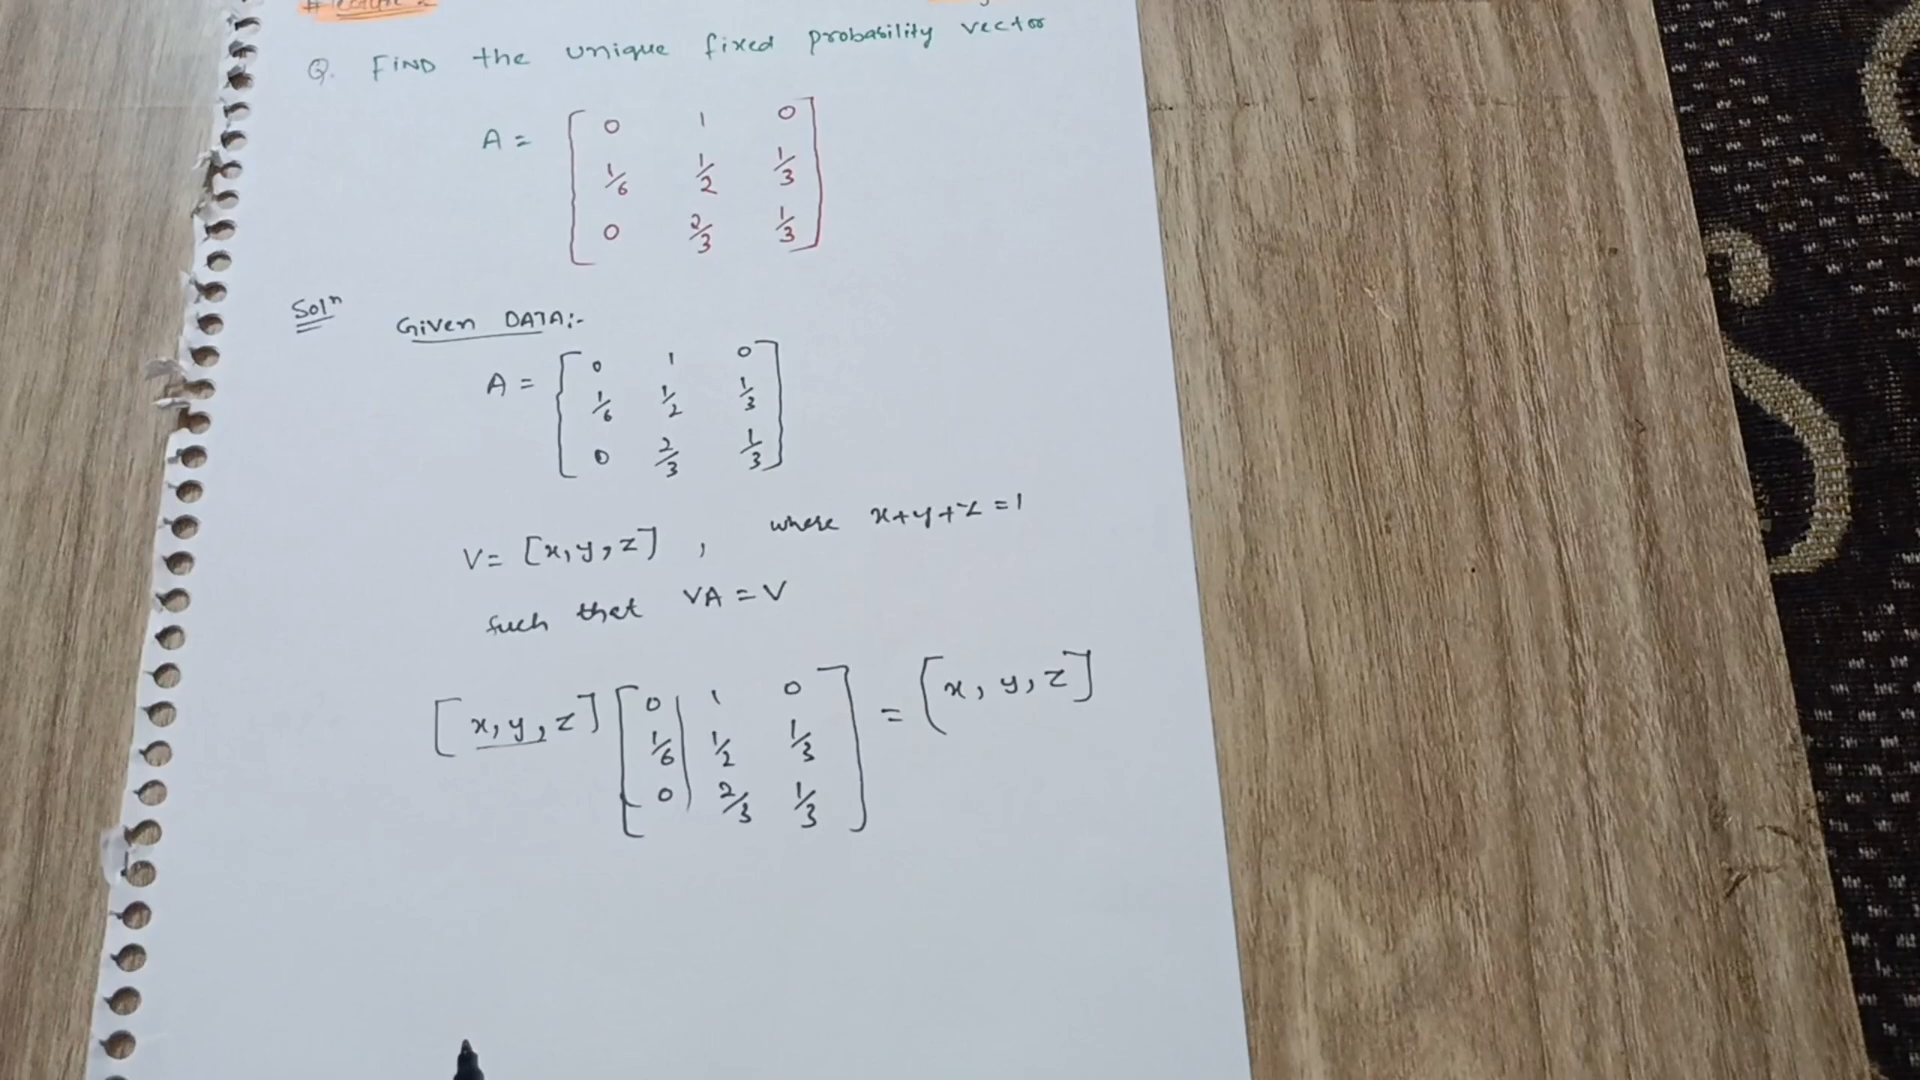 Q. FIND the unique fixed probability vector
A = [ 0 1 0
1/6 1/2 1/3
0 2/3 1/3 ]
Solⁿ Given DATA:-
A = [ 0 1 0
1/6 1/2 1/3
0 2/3 1/3 ]
V = [x, y, z] , where x+y+z = 1
such that VA = V
[x, y, z] [ 0 1 0
1/6 1/2 1/3
0 2/3 1/3 ] = [x, y, z]